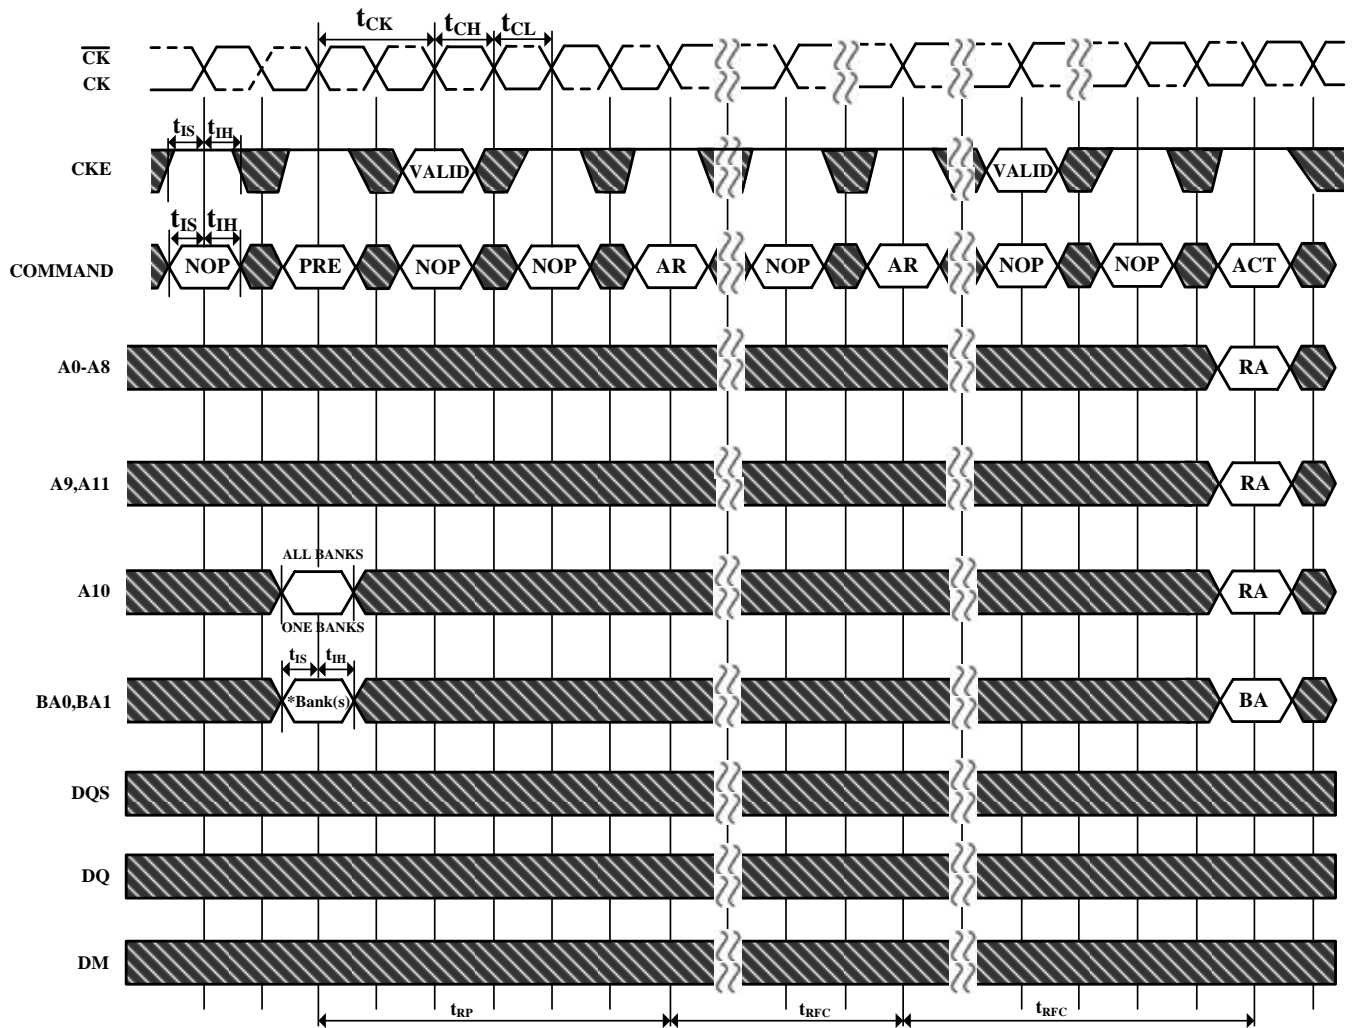 tCK tCH tCL
CK
CK
tIS tIH
CKE VALID VALID
tIS tIH
COMMAND NOP PRE NOP NOP AR NOP AR NOP NOP ACT
A0-A8 RA
A9,A11 RA
ALL BANKS
A10 RA
ONE BANKS
tIS tIH
BA0,BA1 *Bank(s) BA
DQS
DQ
DM
tRP tRFC tRFC